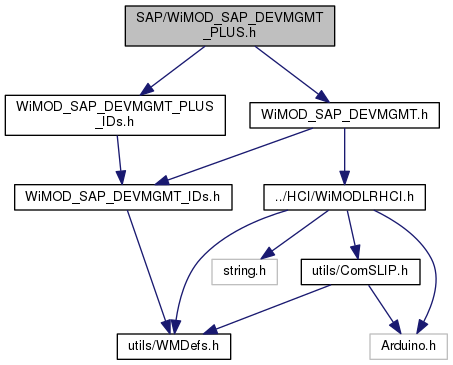 SAP/WiMOD_SAP_DEVMGMT
_PLUS.h
WiMOD_SAP_DEVMGMT_PLUS
_IDs.h
WiMOD_SAP_DEVMGMT.h
WiMOD_SAP_DEVMGMT_IDs.h
../HCI/WiMODLRHCI.h
string.h
utils/ComSLIP.h
utils/WMDefs.h
Arduino.h